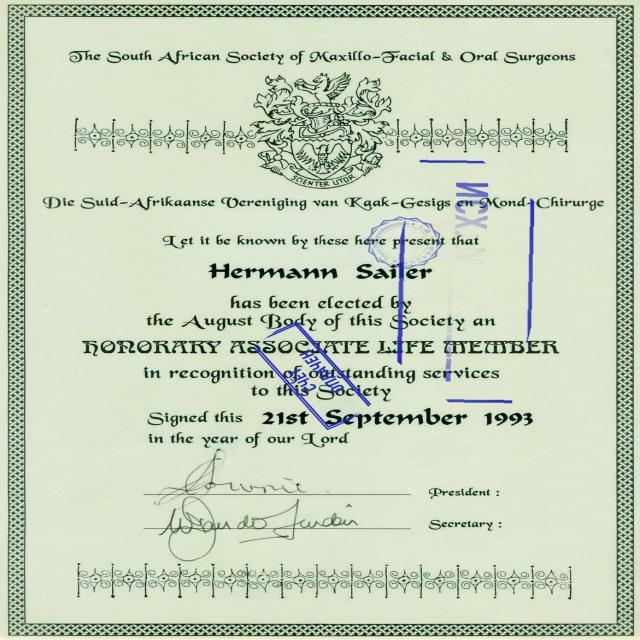 The South African Society of Maxillo-Facial & Oral Surgeons
SCIENTER UTOR
Die Suid-Afrikaanse Vereniging van Kaak-Gesigs en Mond-Chirurge
ИСХ
Let it be known by these here present that
Hermann Sailer
has been elected by
the August Body of this Society an
HONORARY ASSOCIATE LIFE MEMBER
in recognition of outstanding services
to this Society
Signed this 21st September 1993
in the year of our Lord
President :
Secretary :